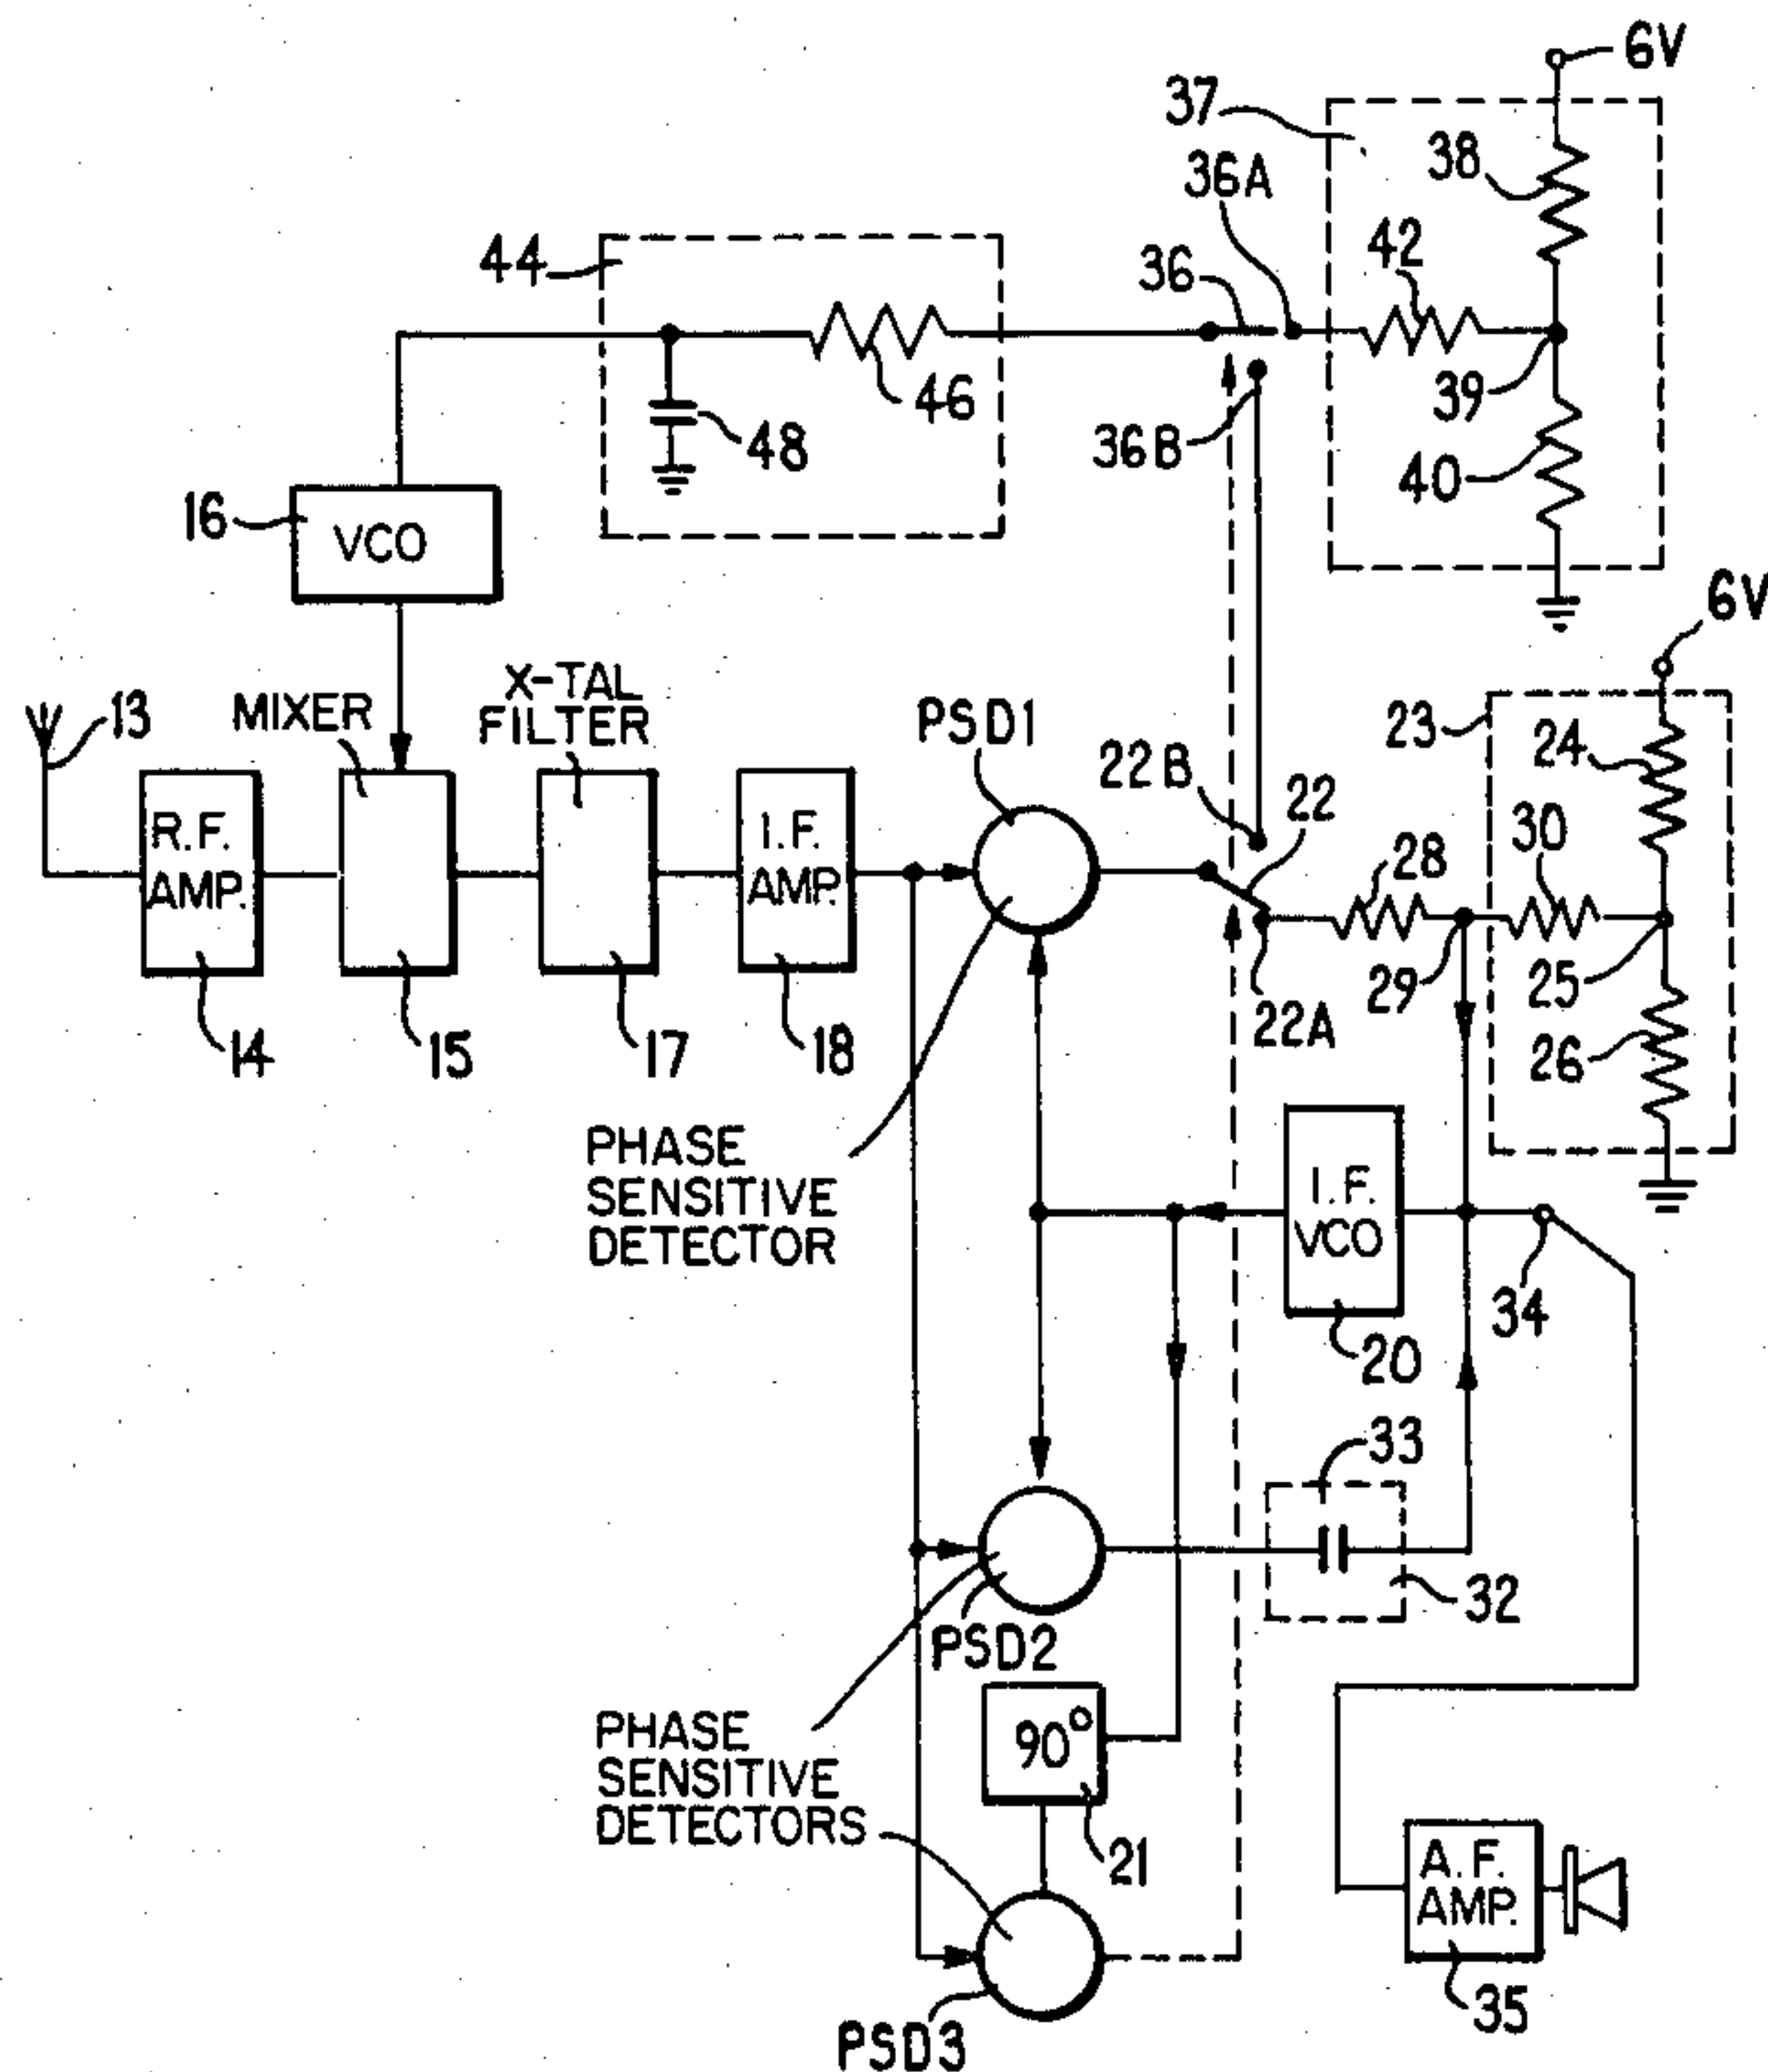 6V
37
38
36A
44
36
42
46
39
48
36B
40
16
VCO
6V
13
MIXER
X-TAL
FILTER
PSD1
23
24
22B
22
R.F.
AMP.
I.F.
AMP.
28
30
29
25
22A
26
14
15
17
18
PHASE
SENSITIVE
DETECTOR
I.F.
VCO
34
20
33
32
PSD2
PHASE
SENSITIVE
DETECTORS
90°
21
A.F.
AMP.
35
PSD3